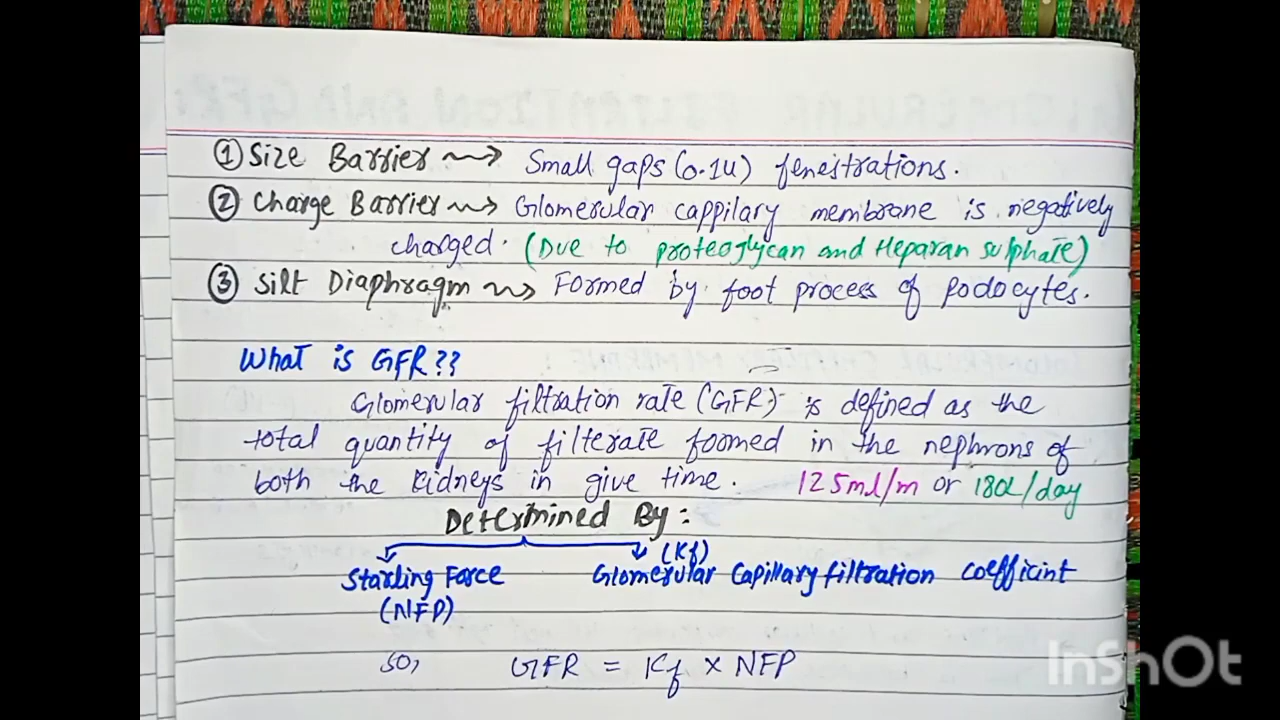 ① Size Barrier ⟿ Small gaps (0.1u) fenestrations.
② Charge Barrier ⟿ Glomerular cappilary membrane is negatively
charged. (Due to proteoglycan and Heparan sulphate)
③ Silt Diaphragm ⟿ Formed by foot process of Podocytes.
What is GFR??
Glomerular filtration rate (GFR) is defined as the
total quantity of filterate formed in the nephrons of
both the Kidneys in give time. 125ml/m or 180L/day
Determined By:
(Kf)
Starling Force Glomerular Capillary filtration coefficint
(NFP)
so, GFR = Kf × NFP
InShOt